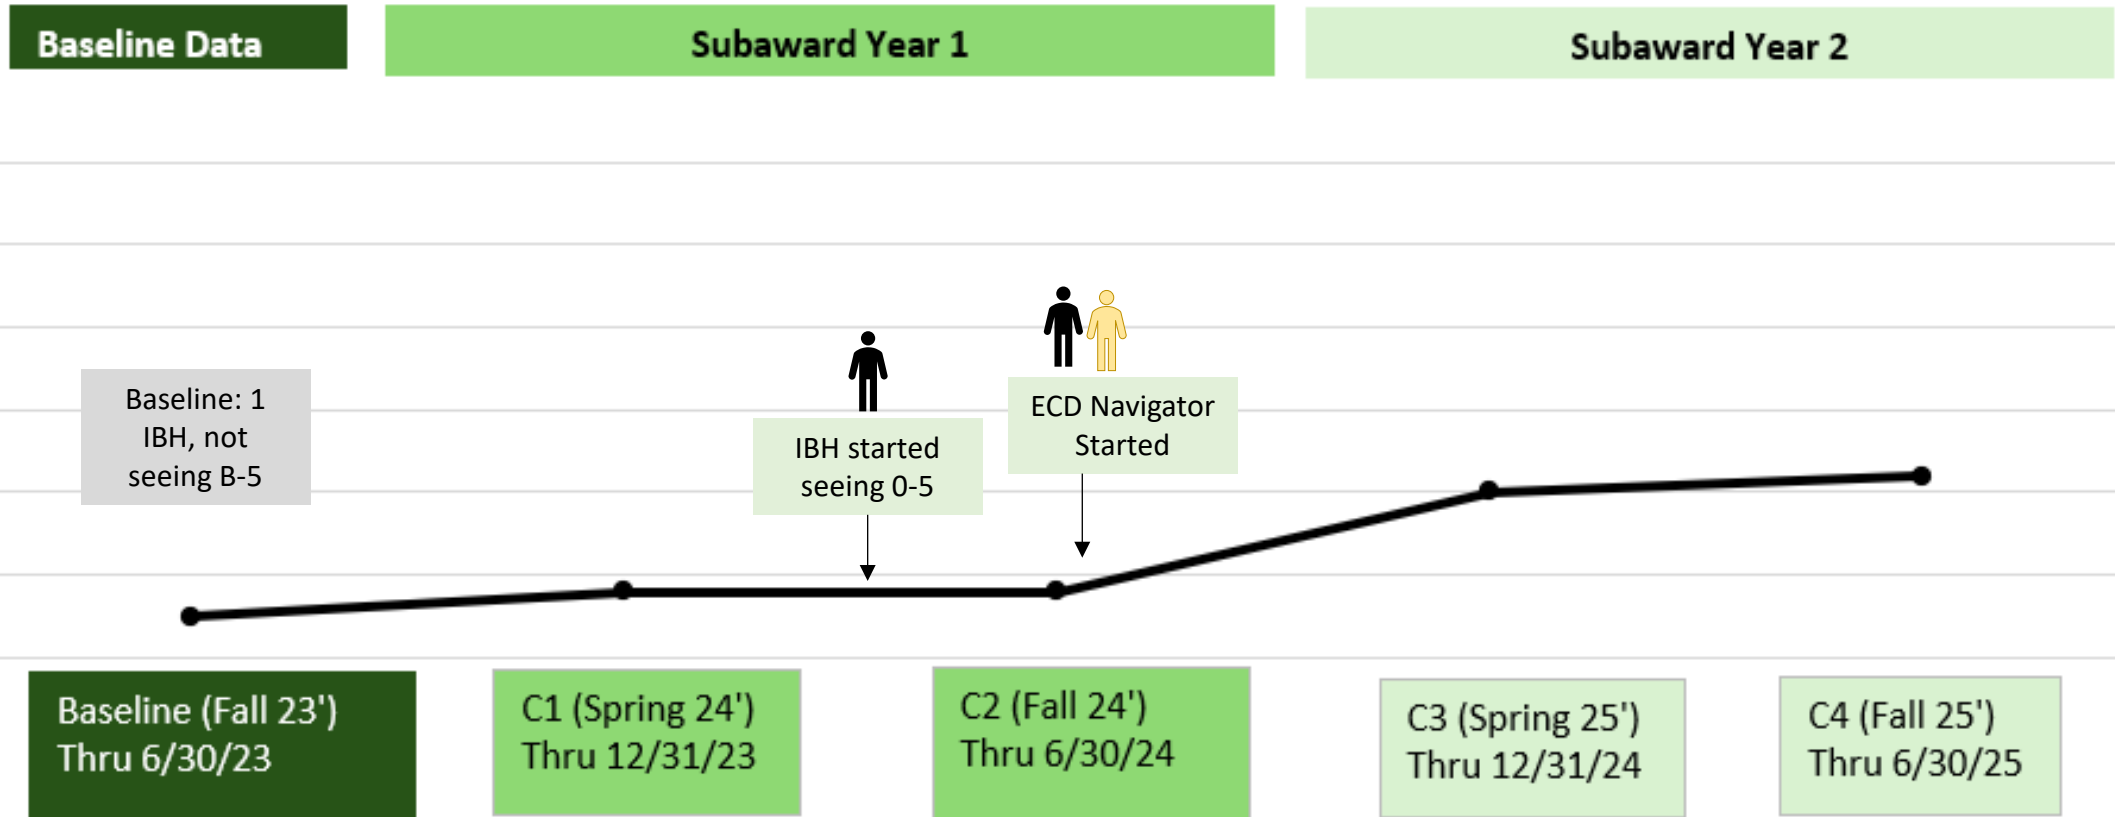 Baseline Data
Subaward Year 1
Subaward Year 2
Baseline: 1
IBH, not
seeing B-5
IBH started
seeing 0-5
ECD Navigator
Started
Baseline (Fall 23')
Thru 6/30/23
C1 (Spring 24')
Thru 12/31/23
C2 (Fall 24')
Thru 6/30/24
C3 (Spring 25')
Thru 12/31/24
C4 (Fall 25')
Thru 6/30/25